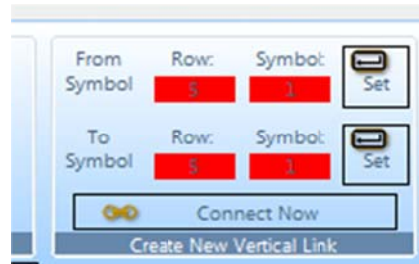 From Symbol Row: Symbol: Set
5 1
To Symbol Row: Symbol: Set
5 1
Connect Now
Create New Vertical Link